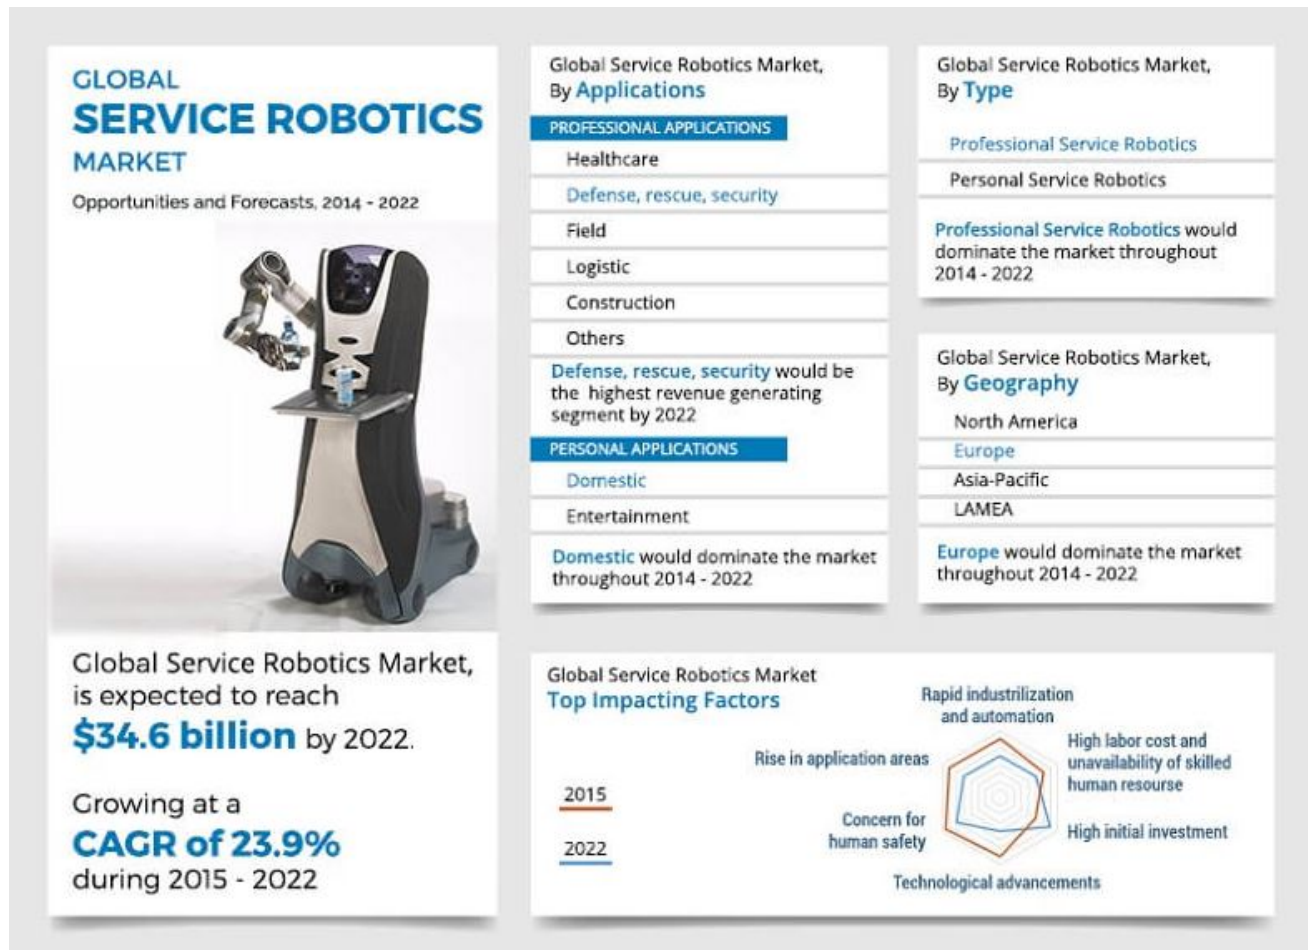 GLOBAL
SERVICE ROBOTICS
MARKET
Opportunities and Forecasts, 2014 - 2022
Global Service Robotics Market,
is expected to reach
$34.6 billion by 2022.
Growing at a
CAGR of 23.9%
during 2015 - 2022
Global Service Robotics Market,
By Applications
PROFESSIONAL APPLICATIONS
Healthcare
Defense, rescue, security
Field
Logistic
Construction
Others
Defense, rescue, security would be
the highest revenue generating
segment by 2022
PERSONAL APPLICATIONS
Domestic
Entertainment
Domestic would dominate the market
throughout 2014 - 2022
Global Service Robotics Market,
By Type
Professional Service Robotics
Personal Service Robotics
Professional Service Robotics would
dominate the market throughout
2014 - 2022
Global Service Robotics Market,
By Geography
North America
Europe
Asia-Pacific
LAMEA
Europe would dominate the market
throughout 2014 - 2022
Global Service Robotics Market
Top Impacting Factors
2015
2022
Rapid industrilization
and automation
High labor cost and
unavailability of skilled
human resourse
High initial investment
Technological advancements
Concern for
human safety
Rise in application areas